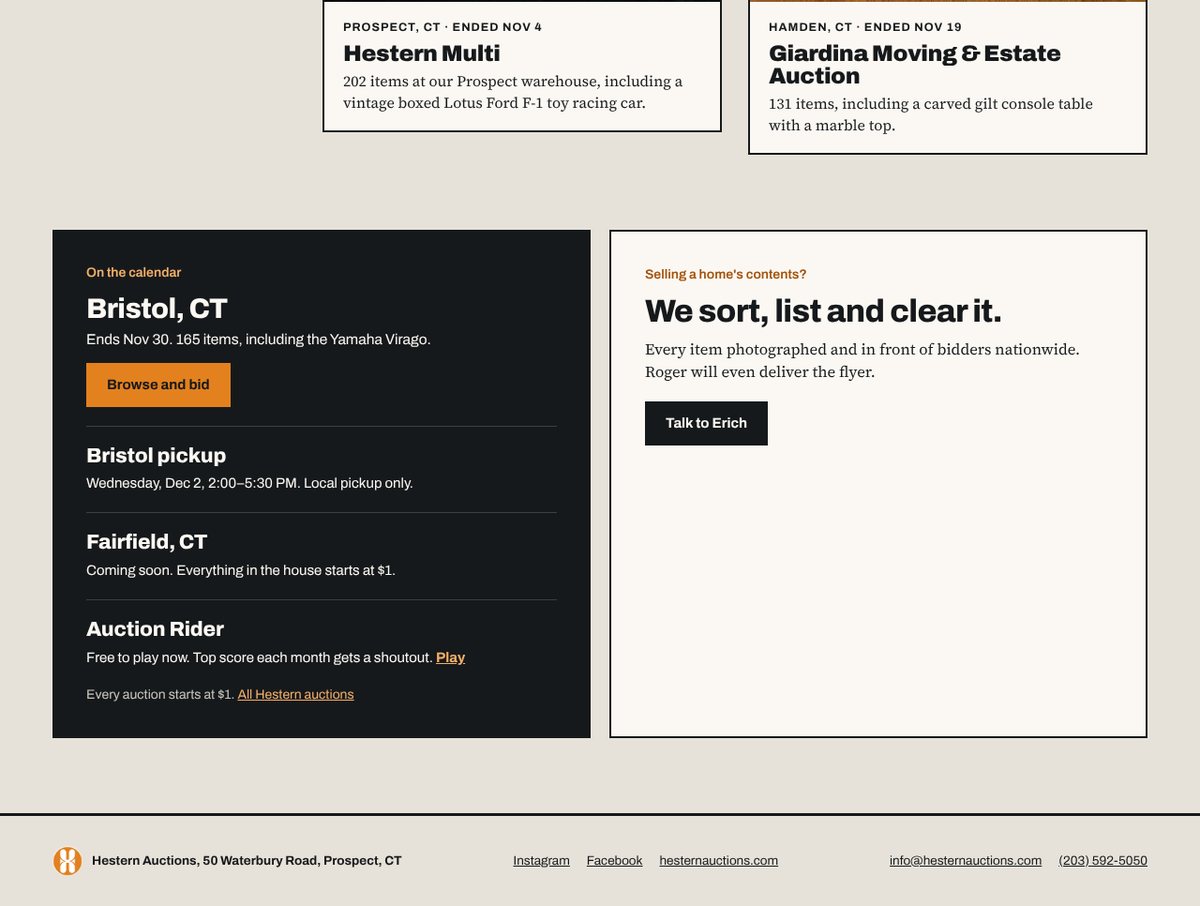 PROSPECT, CT · ENDED NOV 4
Hestern Multi
202 items at our Prospect warehouse, including a
vintage boxed Lotus Ford F-1 toy racing car.
HAMDEN, CT · ENDED NOV 19
Giardina Moving & Estate
Auction
131 items, including a carved gilt console table
with a marble top.
On the calendar
Bristol, CT
Ends Nov 30. 165 items, including the Yamaha Virago.
Browse and bid
Bristol pickup
Wednesday, Dec 2, 2:00–5:30 PM. Local pickup only.
Fairfield, CT
Coming soon. Everything in the house starts at $1.
Auction Rider
Free to play now. Top score each month gets a shoutout. Play
Every auction starts at $1. All Hestern auctions
Selling a home's contents?
We sort, list and clear it.
Every item photographed and in front of bidders nationwide.
Roger will even deliver the flyer.
Talk to Erich
Hestern Auctions, 50 Waterbury Road, Prospect, CT
Instagram Facebook hesternauctions.com
info@hesternauctions.com (203) 592-5050